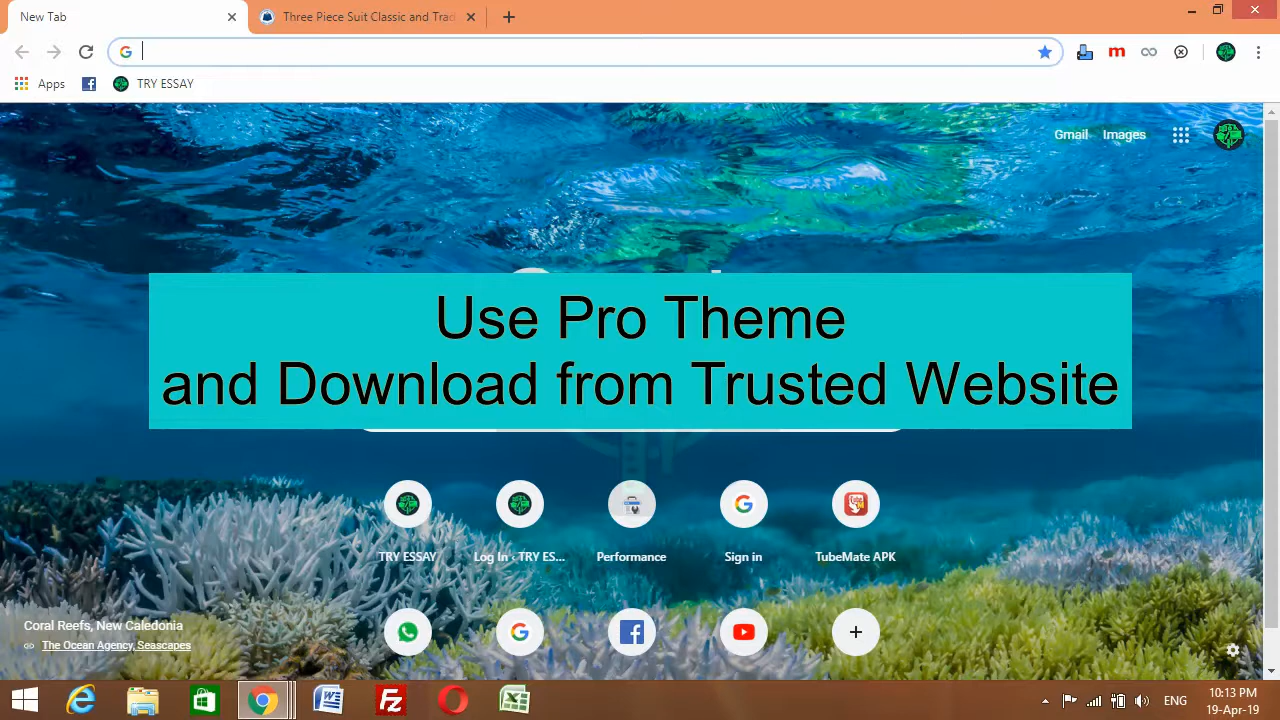 New Tab
Three Piece Suit Classic and Trad
Apps
TRY ESSAY
Gmail
Images
Use Pro Theme
and Download from Trusted Website
TRY ESSAY
Log In ‹ TRY ES...
Performance
Sign in
TubeMate APK
Coral Reefs, New Caledonia
The Ocean Agency, Seascapes
ENG
10:13 PM
19-Apr-19